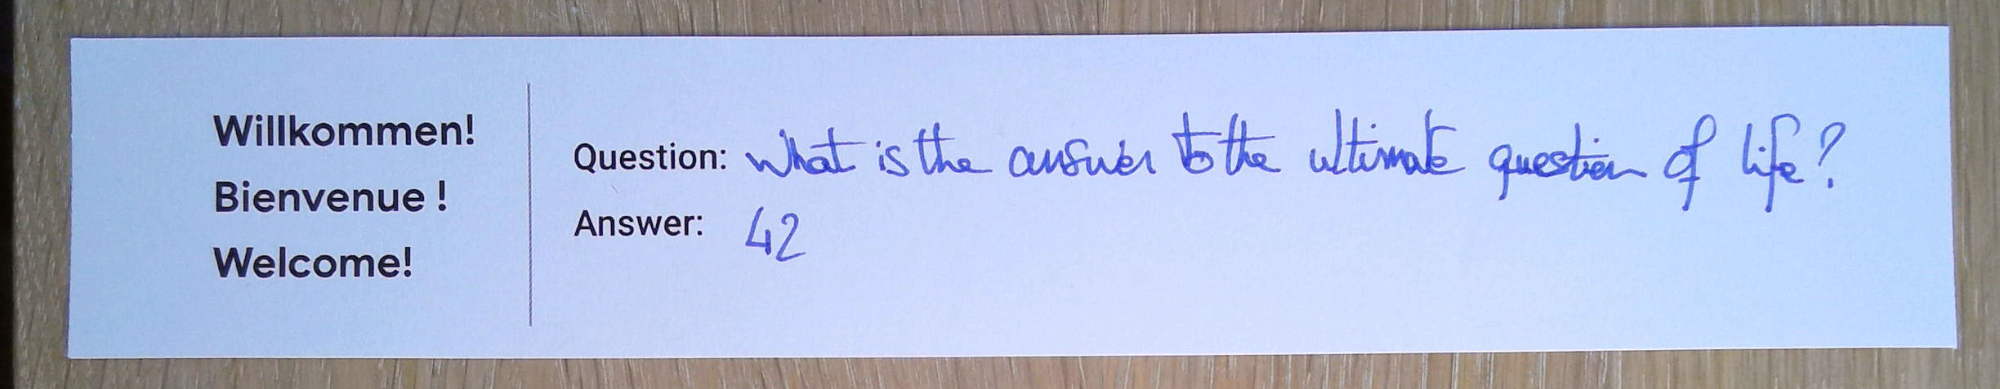 Willkommen!
Bienvenue !
Welcome!
Question: What is the answer to the ultimate question of life?
Answer: 42